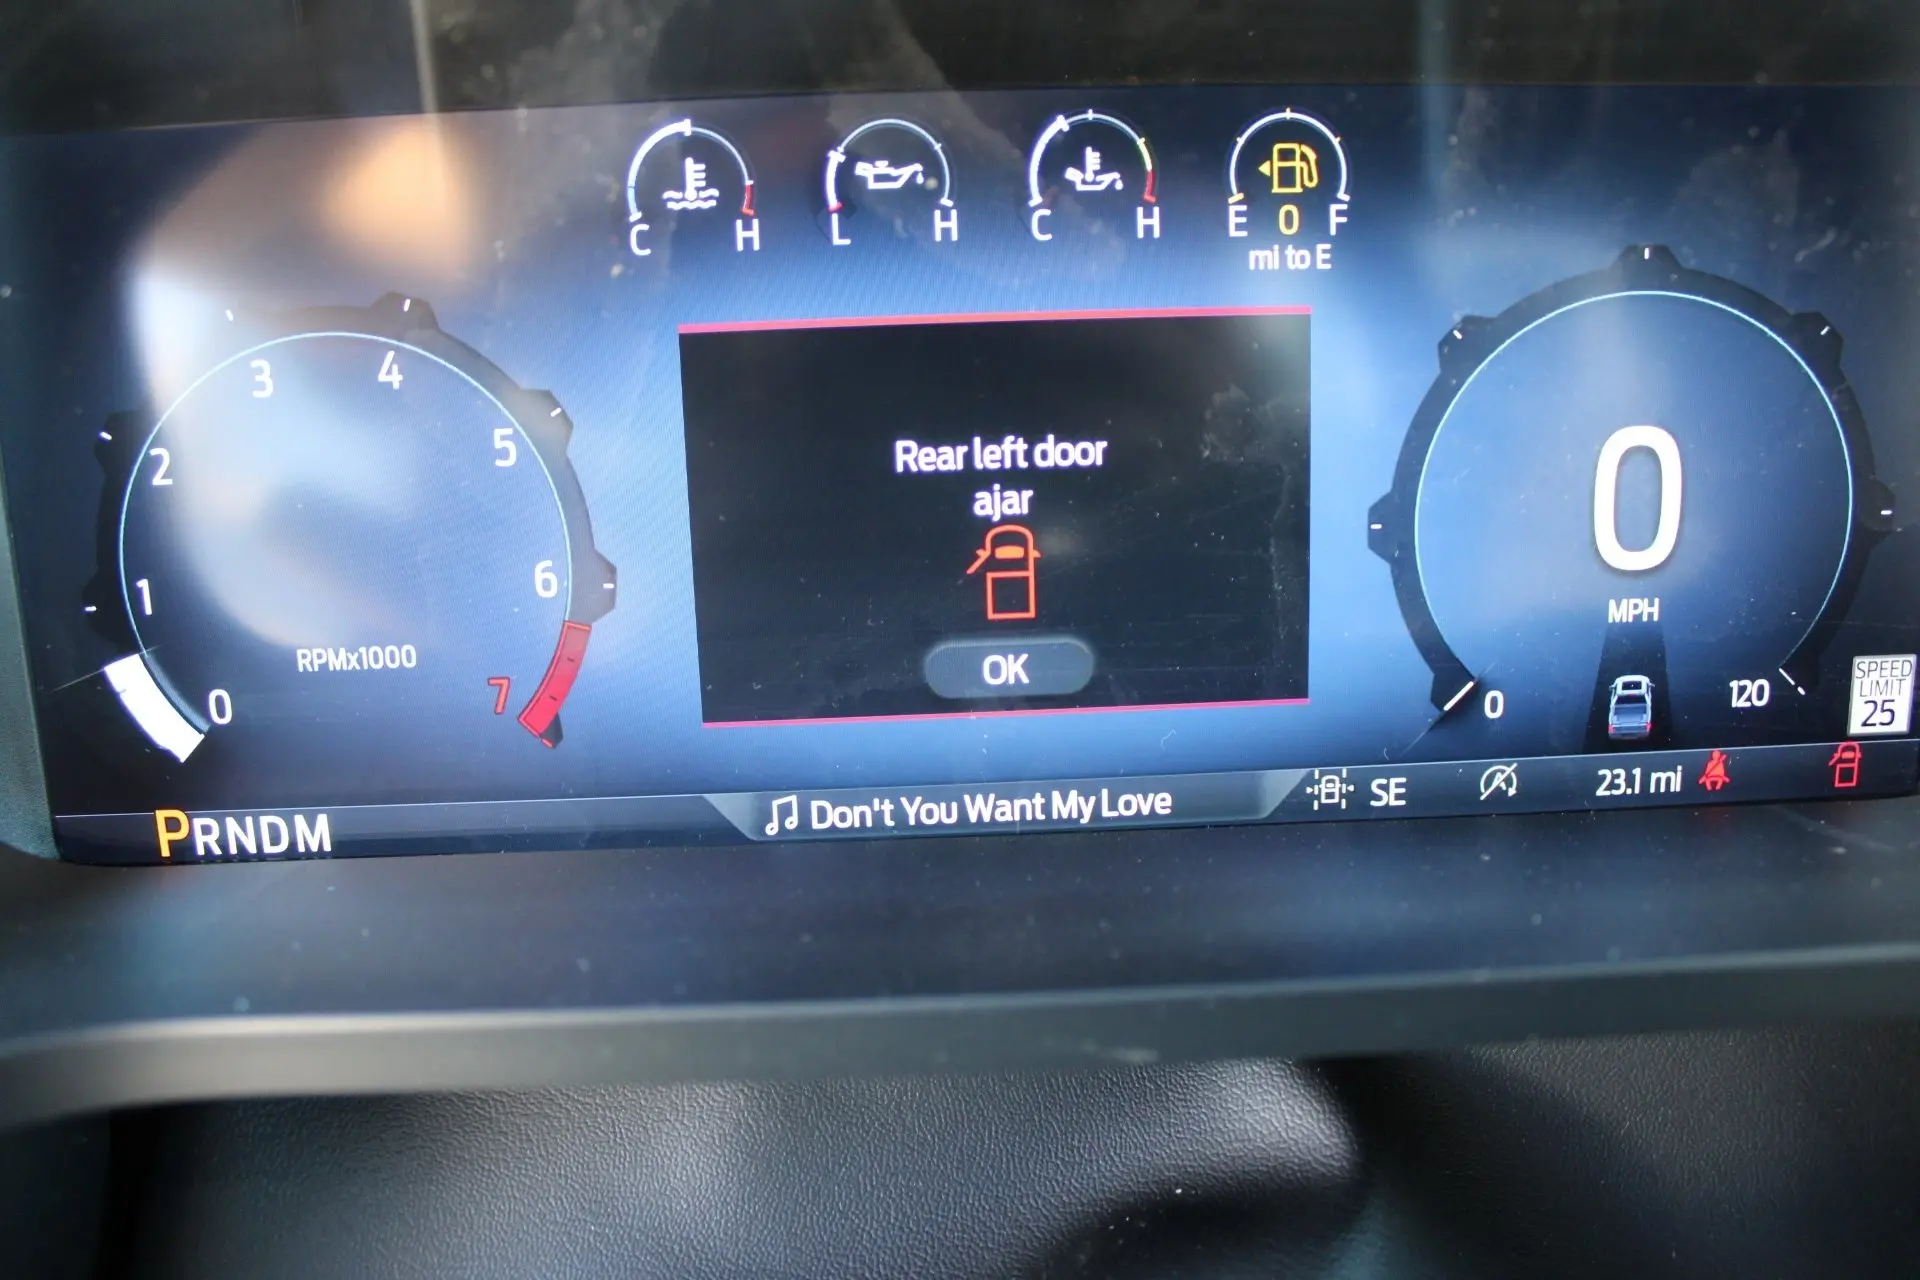 C H
L H
C H
E 0 F
mi to E
0
1
2
3
4
5
6
7
RPMx1000
Rear left door
ajar
OK
0
MPH
0
120
SPEED
LIMIT
25
PRNDM
Don't You Want My Love
SE
A
23.1 mi